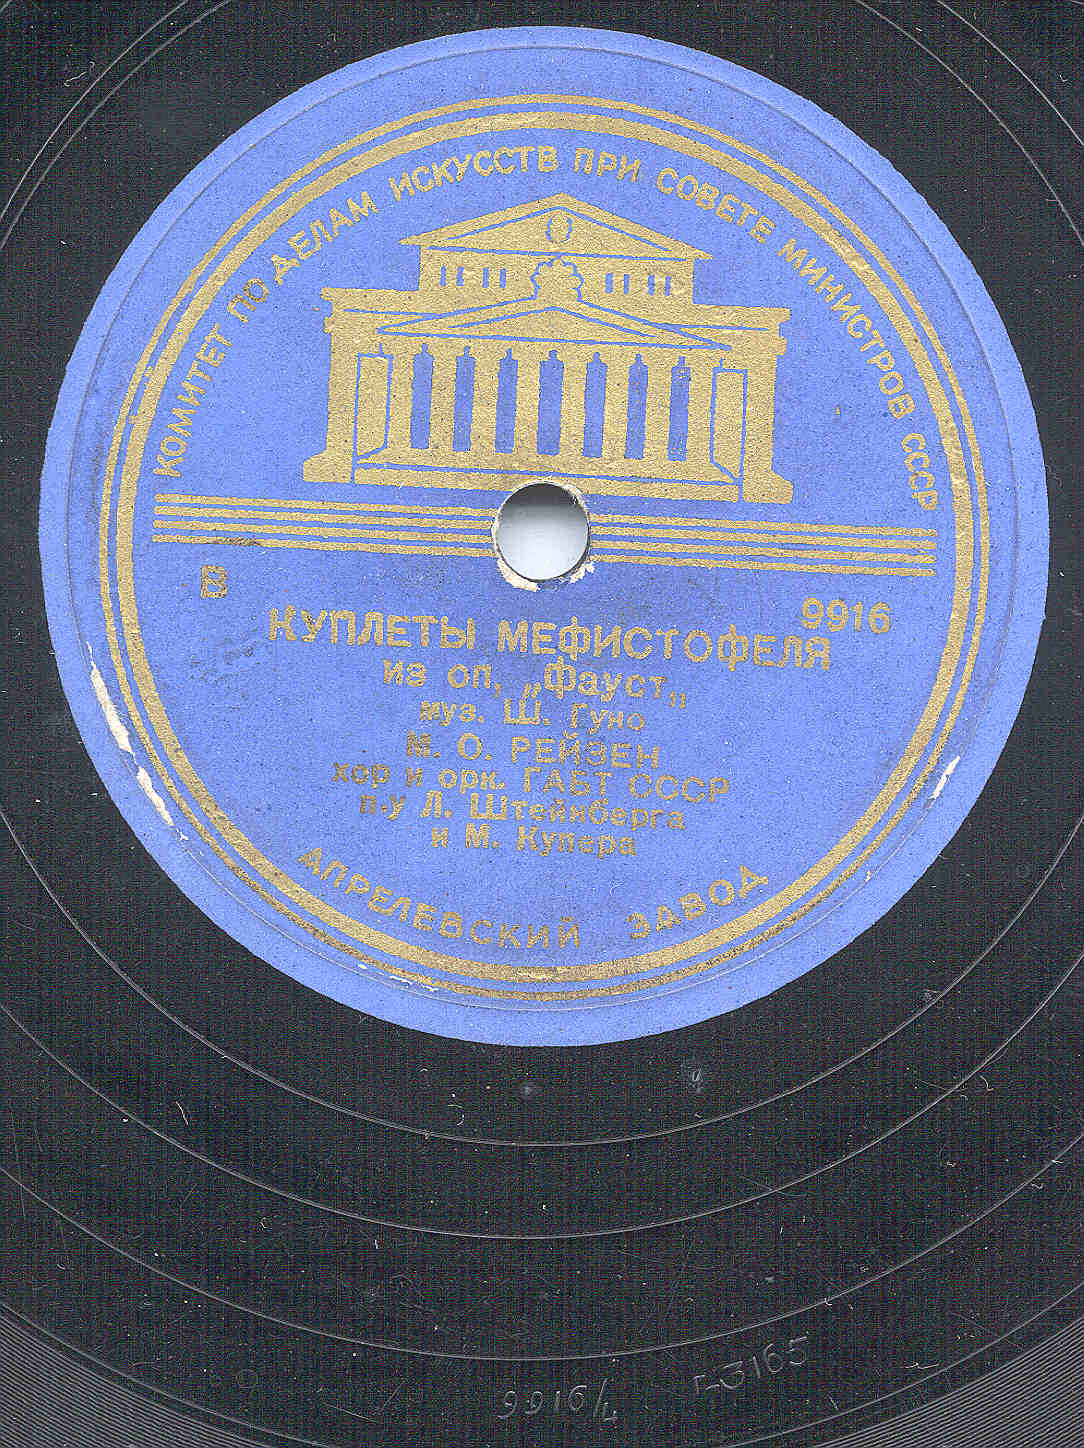 КОМИТЕТ ПО ДЕЛАМ ИСКУССТВ ПРИ СОВЕТЕ МИНИСТРОВ СССР
В
9916
КУПЛЕТЫ МЕФИСТОФЕЛЯ
из оп, „Фауст„
муз. Ш. Гуно
М. О. РЕЙЗЕН
хор и орк. ГАБТ СССР
п.у Л. Штейнберга
и М. Купера
АПРЕЛЕВСКИЙ ЗАВОД
9916/4
Г-3165